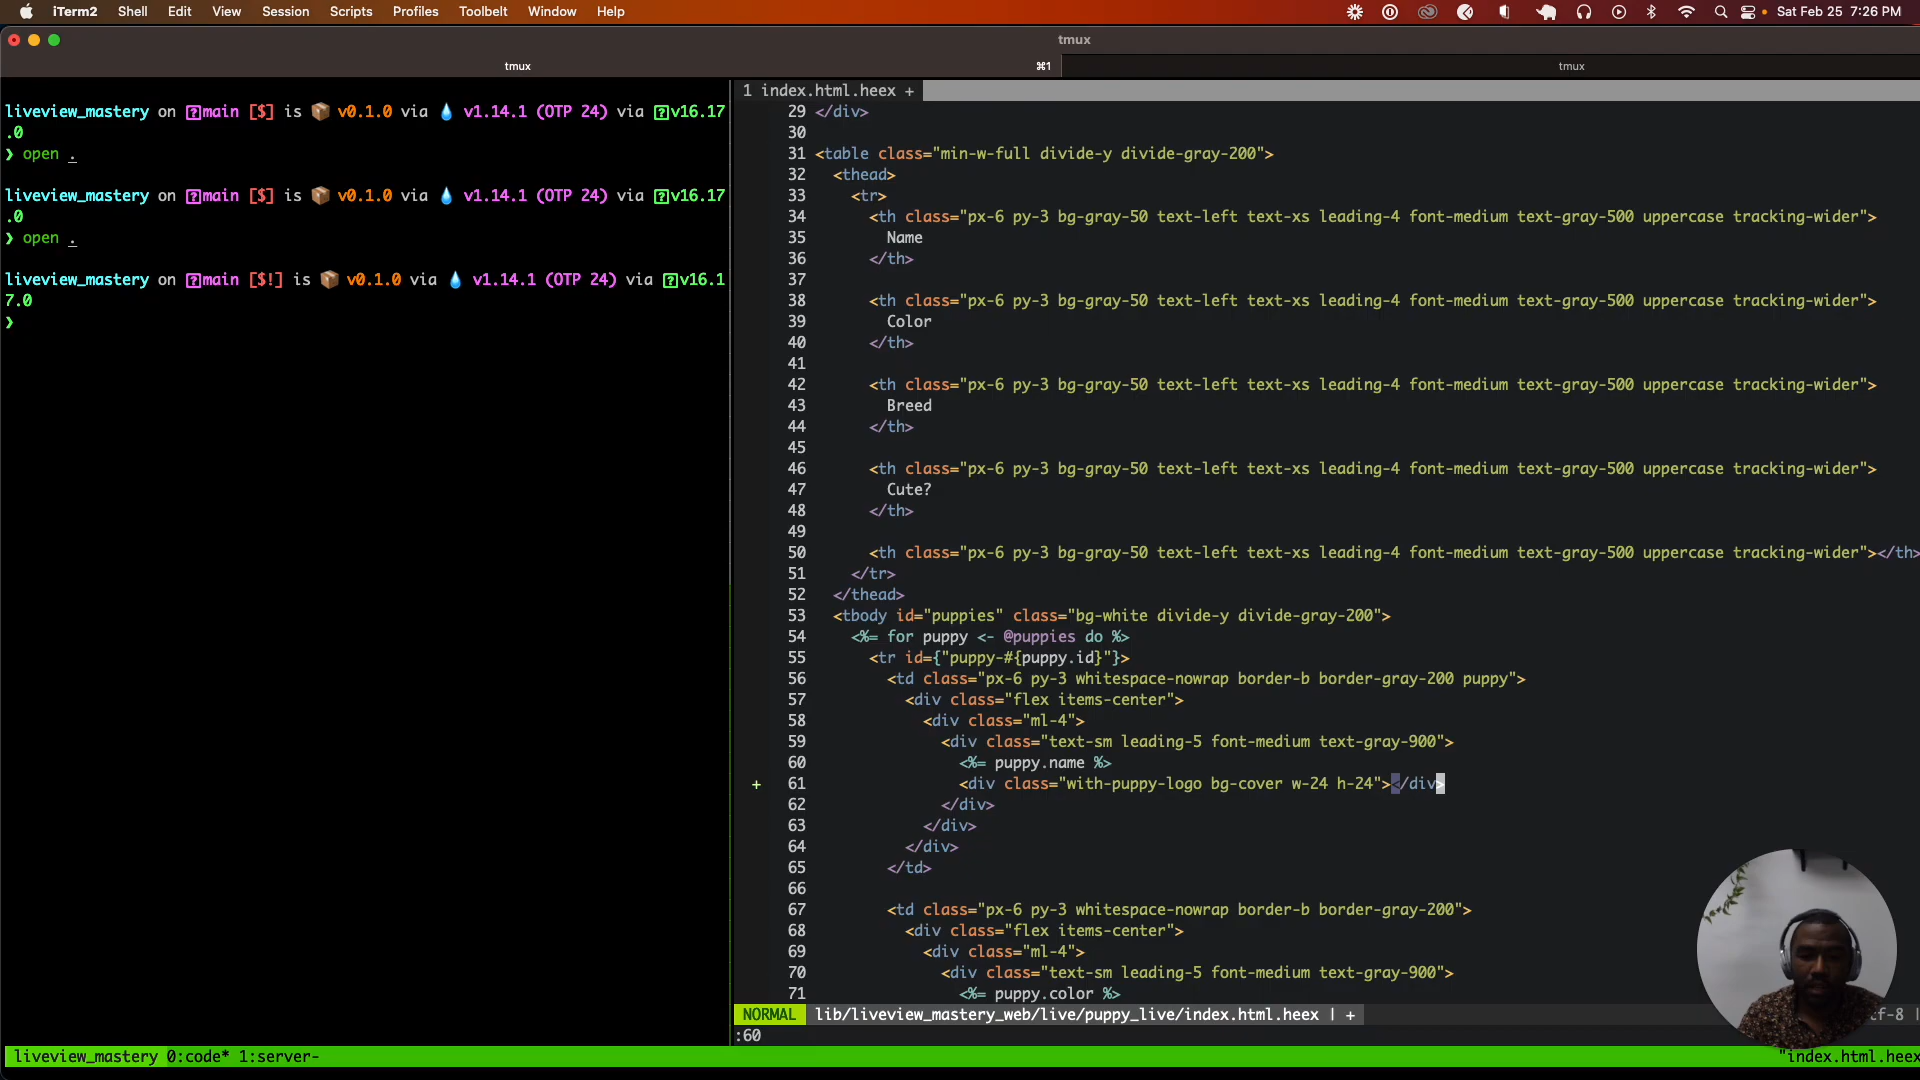 iTerm2 Shell Edit View Session Scripts Profiles Toolbelt Window Help Sat Feb 25 7:26 PM
tmux
tmux ⌘1 tmux
liveview_mastery on main [$] is 📦 v0.1.0 via 💧 v1.14.1 (OTP 24) via v16.17
.0
❯ open .
liveview_mastery on main [$] is 📦 v0.1.0 via 💧 v1.14.1 (OTP 24) via v16.17
.0
❯ open .
liveview_mastery on main [$!] is 📦 v0.1.0 via 💧 v1.14.1 (OTP 24) via v16.1
7.0
❯
1 index.html.heex +
29 </div>
30
31 <table class="min-w-full divide-y divide-gray-200">
32 <thead>
33 <tr>
34 <th class="px-6 py-3 bg-gray-50 text-left text-xs leading-4 font-medium text-gray-500 uppercase tracking-wider">
35 Name
36 </th>
37
38 <th class="px-6 py-3 bg-gray-50 text-left text-xs leading-4 font-medium text-gray-500 uppercase tracking-wider">
39 Color
40 </th>
41
42 <th class="px-6 py-3 bg-gray-50 text-left text-xs leading-4 font-medium text-gray-500 uppercase tracking-wider">
43 Breed
44 </th>
45
46 <th class="px-6 py-3 bg-gray-50 text-left text-xs leading-4 font-medium text-gray-500 uppercase tracking-wider">
47 Cute?
48 </th>
49
50 <th class="px-6 py-3 bg-gray-50 text-left text-xs leading-4 font-medium text-gray-500 uppercase tracking-wider"></th>
51 </tr>
52 </thead>
53 <tbody id="puppies" class="bg-white divide-y divide-gray-200">
54 <%= for puppy <- @puppies do %>
55 <tr id={"puppy-#{puppy.id}"}>
56 <td class="px-6 py-3 whitespace-nowrap border-b border-gray-200 puppy">
57 <div class="flex items-center">
58 <div class="ml-4">
59 <div class="text-sm leading-5 font-medium text-gray-900">
60 <%= puppy.name %>
+ 61 <div class="with-puppy-logo bg-cover w-24 h-24"></div>
62 </div>
63 </div>
64 </div>
65 </td>
66
67 <td class="px-6 py-3 whitespace-nowrap border-b border-gray-200">
68 <div class="flex items-center">
69 <div class="ml-4">
70 <div class="text-sm leading-5 font-medium text-gray-900">
71 <%= puppy.color %>
NORMAL lib/liveview_mastery_web/live/puppy_live/index.html.heex | + f-8 |
:60
liveview_mastery 0:code* 1:server- "index.html.heex